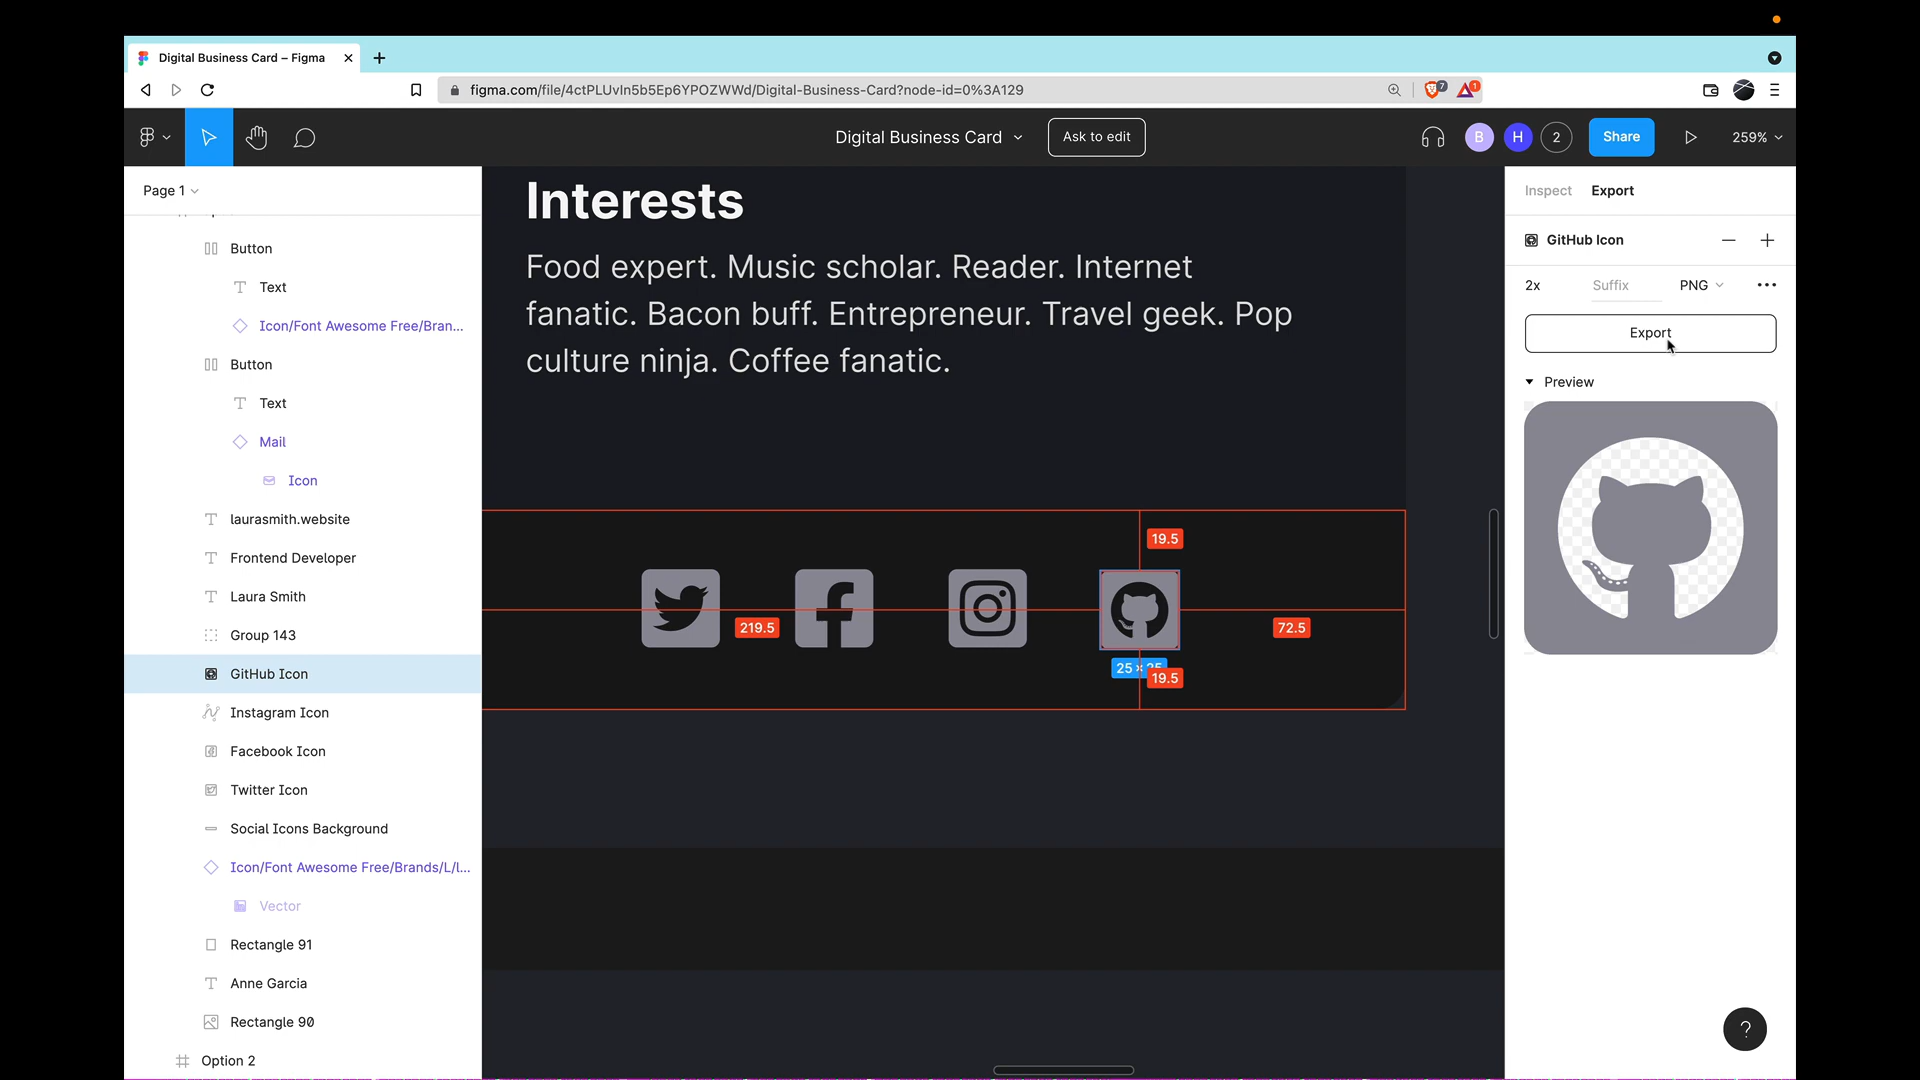 Digital Business Card – Figma
figma.com/file/4ctPLUvIn5b5Ep6YPOZWWd/Digital-Business-Card?node-id=0%3A129
7
1
Digital Business Card
Ask to edit
B
H
2
Share
259%
Page 1
Button
Text
Icon/Font Awesome Free/Bran...
Button
Text
Mail
Icon
laurasmith.website
Frontend Developer
Laura Smith
Group 143
GitHub Icon
Instagram Icon
Facebook Icon
Twitter Icon
Social Icons Background
Icon/Font Awesome Free/Brands/L/l...
Vector
Rectangle 91
Anne Garcia
Rectangle 90
Option 2
Interests
Food expert. Music scholar. Reader. Internet
fanatic. Bacon buff. Entrepreneur. Travel geek. Pop
culture ninja. Coffee fanatic.
19.5
219.5
72.5
25 × 25
19.5
Inspect
Export
GitHub Icon
2x
Suffix
PNG
Export
Preview
?